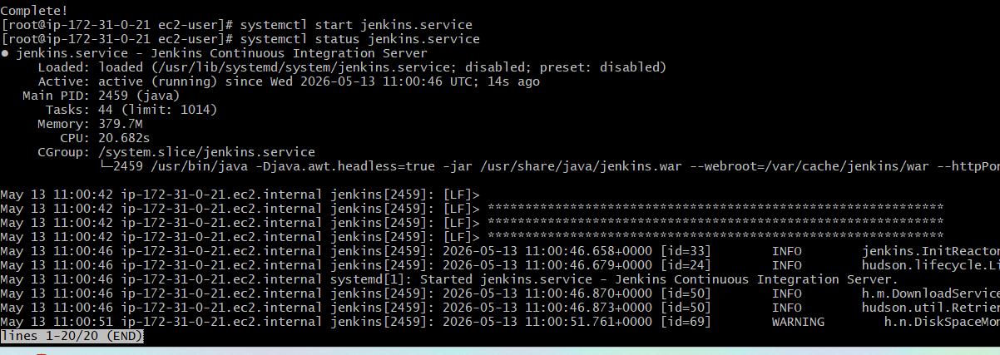 Complete!
[root@ip-172-31-0-21 ec2-user]# systemctl start jenkins.service
[root@ip-172-31-0-21 ec2-user]# systemctl status jenkins.service
● jenkins.service - Jenkins Continuous Integration Server
     Loaded: loaded (/usr/lib/systemd/system/jenkins.service; disabled; preset: disabled)
     Active: active (running) since Wed 2026-05-13 11:00:46 UTC; 14s ago
   Main PID: 2459 (java)
      Tasks: 44 (limit: 1014)
     Memory: 379.7M
        CPU: 20.682s
     CGroup: /system.slice/jenkins.service
             └─2459 /usr/bin/java -Djava.awt.headless=true -jar /usr/share/java/jenkins.war --webroot=/var/cache/jenkins/war --httpPor
May 13 11:00:42 ip-172-31-0-21.ec2.internal jenkins[2459]: [LF]>
May 13 11:00:42 ip-172-31-0-21.ec2.internal jenkins[2459]: [LF]> *************************************************************
May 13 11:00:42 ip-172-31-0-21.ec2.internal jenkins[2459]: [LF]> *************************************************************
May 13 11:00:42 ip-172-31-0-21.ec2.internal jenkins[2459]: [LF]> *************************************************************
May 13 11:00:46 ip-172-31-0-21.ec2.internal jenkins[2459]: 2026-05-13 11:00:46.658+0000 [id=33]        INFO        jenkins.InitReactor
May 13 11:00:46 ip-172-31-0-21.ec2.internal jenkins[2459]: 2026-05-13 11:00:46.679+0000 [id=24]        INFO        hudson.lifecycle.Li
May 13 11:00:46 ip-172-31-0-21.ec2.internal systemd[1]: Started jenkins.service - Jenkins Continuous Integration Server.
May 13 11:00:46 ip-172-31-0-21.ec2.internal jenkins[2459]: 2026-05-13 11:00:46.870+0000 [id=50]        INFO        h.m.DownloadService
May 13 11:00:46 ip-172-31-0-21.ec2.internal jenkins[2459]: 2026-05-13 11:00:46.873+0000 [id=50]        INFO        hudson.util.Retrie
May 13 11:00:51 ip-172-31-0-21.ec2.internal jenkins[2459]: 2026-05-13 11:00:51.761+0000 [id=69]        WARNING        h.n.DiskSpaceMo
lines 1-20/20 (END)